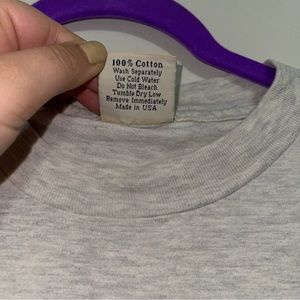 100% Cotton
Wash Separately
Use Cold Water
Do Not Bleach
Tumble Dry Low
Remove Immediately
Made in USA